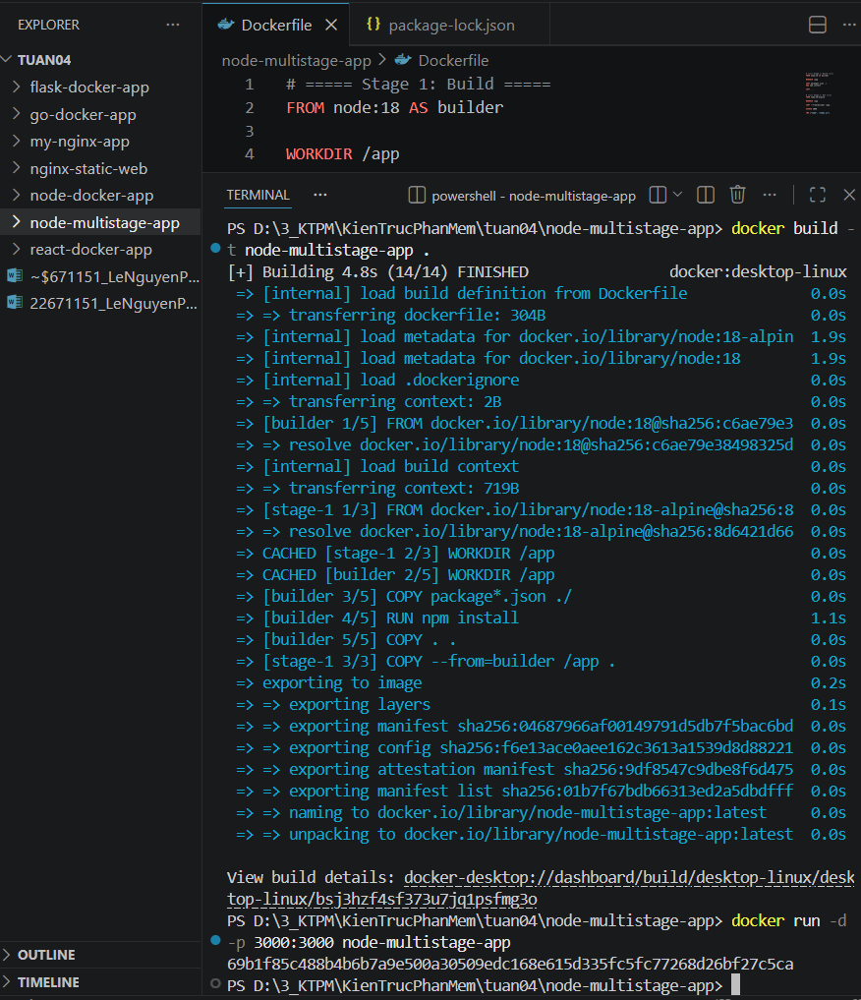 EXPLORER ...
TUAN04
flask-docker-app
go-docker-app
my-nginx-app
nginx-static-web
node-docker-app
node-multistage-app
react-docker-app
~$671151_LeNguyenP...
22671151_LeNguyenP...
OUTLINE
TIMELINE
Dockerfile
{} package-lock.json
node-multistage-app > Dockerfile
1 # ===== Stage 1: Build =====
2 FROM node:18 AS builder
3
4 WORKDIR /app
TERMINAL ... powershell - node-multistage-app ...
PS D:\3_KTPM\KienTrucPhanMem\tuan04\node-multistage-app> docker build -
t node-multistage-app .
[+] Building 4.8s (14/14) FINISHED docker:desktop-linux
=> [internal] load build definition from Dockerfile 0.0s
=> => transferring dockerfile: 304B 0.0s
=> [internal] load metadata for docker.io/library/node:18-alpin 1.9s
=> [internal] load metadata for docker.io/library/node:18 1.9s
=> [internal] load .dockerignore 0.0s
=> => transferring context: 2B 0.0s
=> [builder 1/5] FROM docker.io/library/node:18@sha256:c6ae79e3 0.0s
=> => resolve docker.io/library/node:18@sha256:c6ae79e38498325d 0.0s
=> [internal] load build context 0.0s
=> => transferring context: 719B 0.0s
=> [stage-1 1/3] FROM docker.io/library/node:18-alpine@sha256:8 0.0s
=> => resolve docker.io/library/node:18-alpine@sha256:8d6421d66 0.0s
=> CACHED [stage-1 2/3] WORKDIR /app 0.0s
=> CACHED [builder 2/5] WORKDIR /app 0.0s
=> [builder 3/5] COPY package*.json ./ 0.0s
=> [builder 4/5] RUN npm install 1.1s
=> [builder 5/5] COPY . . 0.0s
=> [stage-1 3/3] COPY --from=builder /app . 0.0s
=> exporting to image 0.2s
=> => exporting layers 0.1s
=> => exporting manifest sha256:04687966af00149791d5db7f5bac6bd 0.0s
=> => exporting config sha256:f6e13ace0aee162c3613a1539d8d88221 0.0s
=> => exporting attestation manifest sha256:9df8547c9dbe8f6d475 0.0s
=> => exporting manifest list sha256:01b7f67bdb66313ed2a5dbdfff 0.0s
=> => naming to docker.io/library/node-multistage-app:latest 0.0s
=> => unpacking to docker.io/library/node-multistage-app:latest 0.0s
View build details: docker-desktop://dashboard/build/desktop-linux/desk
top-linux/bsj3hzf4sf373u7jq1psfmg3o
PS D:\3_KTPM\KienTrucPhanMem\tuan04\node-multistage-app> docker run -d
-p 3000:3000 node-multistage-app
69b1f85c488b4b6b7a9e500a30509edc168e615d335fc5fc77268d26bf27c5ca
PS D:\3_KTPM\KienTrucPhanMem\tuan04\node-multistage-app>